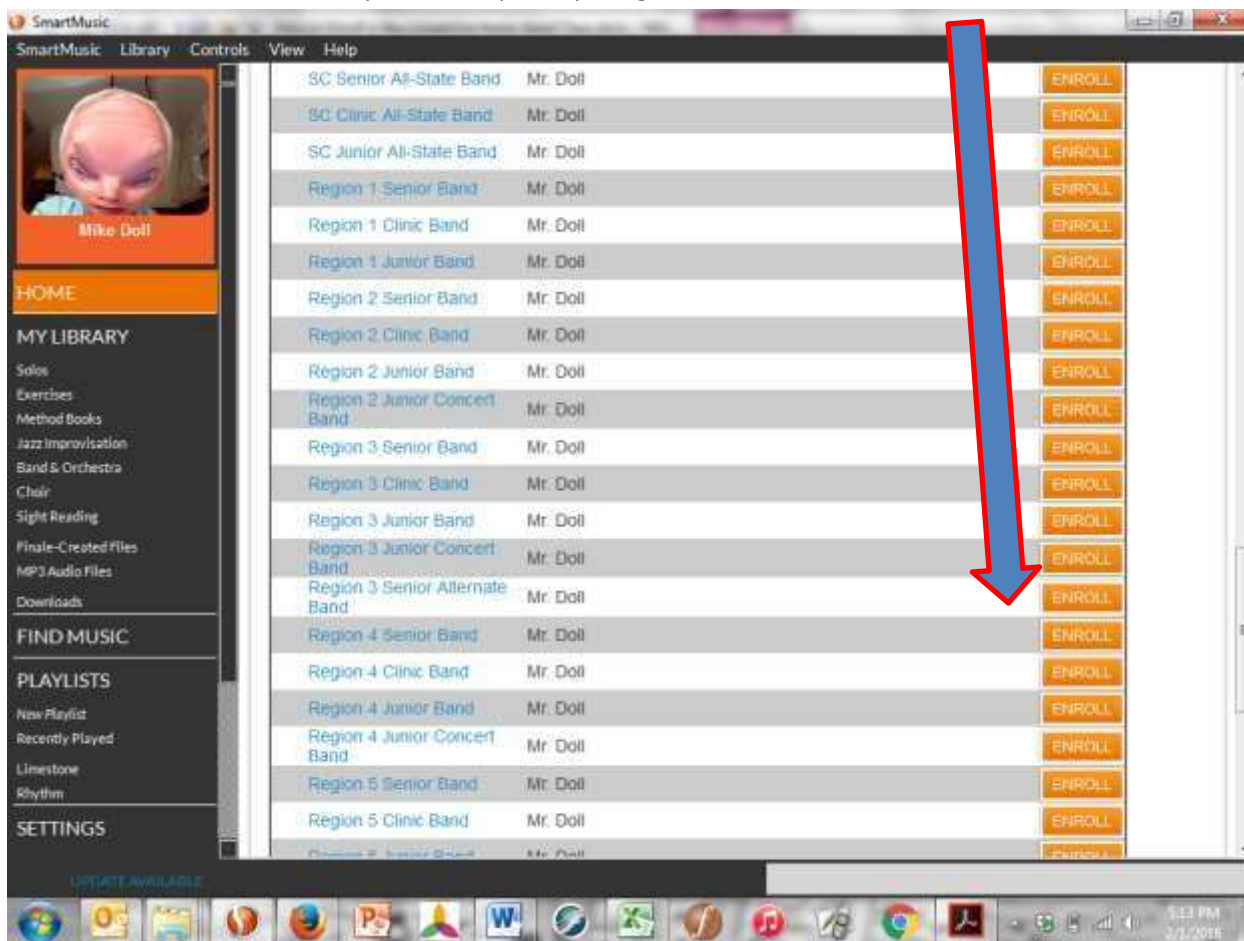 SmartMusic
SmartMusic Library Controls View Help
Mike Doll
HOME
MY LIBRARY
Solos
Exercises
Method Books
Jazz Improvisation
Band & Orchestra
Choir
Sight Reading
Finale-Created Files
MP3 Audio Files
Downloads
FIND MUSIC
PLAYLISTS
New Playlist
Recently Played
Limestone
Rhythm
SETTINGS
UPDATE AVAILABLE
SC Senior All-State Band Mr. Doll ENROLL
SC Clinic All-State Band Mr. Doll ENROLL
SC Junior All-State Band Mr. Doll ENROLL
Region 1 Senior Band Mr. Doll ENROLL
Region 1 Clinic Band Mr. Doll ENROLL
Region 1 Junior Band Mr. Doll ENROLL
Region 2 Senior Band Mr. Doll ENROLL
Region 2 Clinic Band Mr. Doll ENROLL
Region 2 Junior Band Mr. Doll ENROLL
Region 2 Junior Concert
Band Mr. Doll ENROLL
Region 3 Senior Band Mr. Doll ENROLL
Region 3 Clinic Band Mr. Doll ENROLL
Region 3 Junior Band Mr. Doll ENROLL
Region 3 Junior Concert
Band Mr. Doll ENROLL
Region 3 Senior Alternate
Band Mr. Doll ENROLL
Region 4 Senior Band Mr. Doll ENROLL
Region 4 Clinic Band Mr. Doll ENROLL
Region 4 Junior Band Mr. Doll ENROLL
Region 4 Junior Concert
Band Mr. Doll ENROLL
Region 5 Senior Band Mr. Doll ENROLL
Region 5 Clinic Band Mr. Doll ENROLL
5:13 PM
2/1/2016